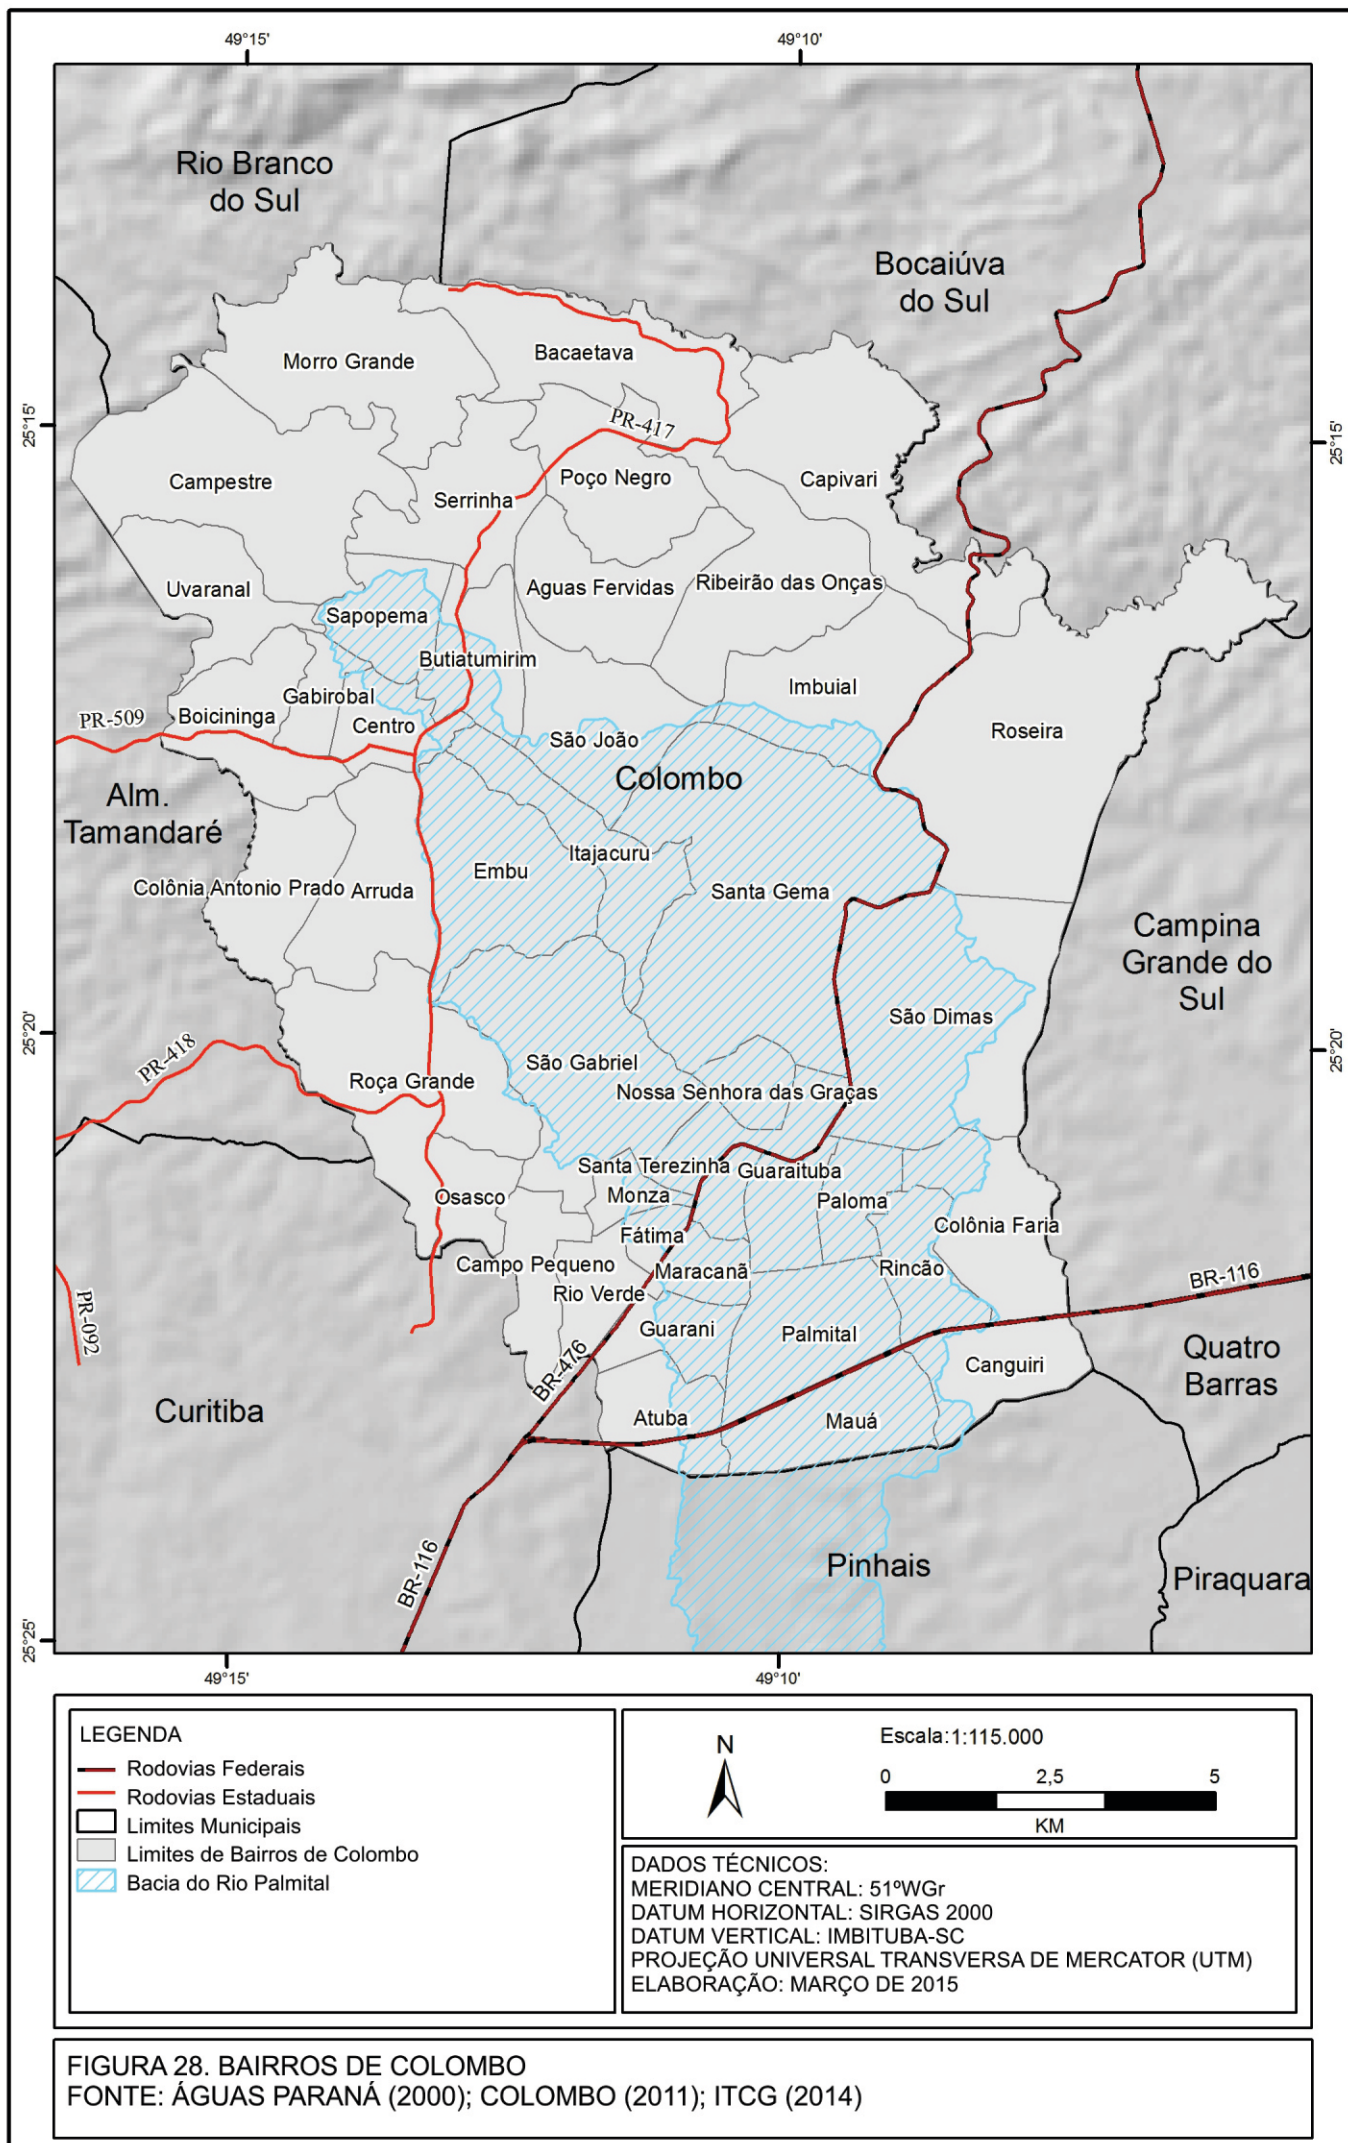 49°15'
49°10'
Rio Branco
do Sul
Bocaiúva
do Sul
Bacaetava
Morro Grande
PR-417
25°15'
25°15'
Poço Negro
Capivari
Campestre
Serrinha
Uvaranal
Aguas Fervidas
Ribeirão das Onças
Sapopema
Butiatumirim
Imbuial
Gabirobal
PR-509
Boicininga
Centro
São João
Roseira
Colombo
Alm.
Tamandaré
Itajacuru
Embu
Santa Gema
Colônia Antonio Prado
Arruda
Campina
Grande do
Sul
São Dimas
25°20'
25°20'
PR-418
São Gabriel
Roça Grande
Nossa Senhora das Graças
Santa Terezinha
Guaraituba
Osasco
Monza
Paloma
Colônia Faria
Fátima
Campo Pequeno
Maracanã
Rincão
BR-116
Rio Verde
PR-092
Guarani
Palmital
Quatro
Barras
BR-476
Canguiri
Curitiba
Atuba
Mauá
BR-116
Pinhais
Piraquara
25°25'
49°15'
49°10'
LEGENDA
Rodovias Federais
Rodovias Estaduais
Limites Municipais
Limites de Bairros de Colombo
Bacia do Rio Palmital
N
Escala:1:115.000
0 2,5 5
KM
DADOS TÉCNICOS:
MERIDIANO CENTRAL: 51ºWGr
DATUM HORIZONTAL: SIRGAS 2000
DATUM VERTICAL: IMBITUBA-SC
PROJEÇÃO UNIVERSAL TRANSVERSA DE MERCATOR (UTM)
ELABORAÇÃO: MARÇO DE 2015
FIGURA 28. BAIRROS DE COLOMBO
FONTE: ÁGUAS PARANÁ (2000); COLOMBO (2011); ITCG (2014)